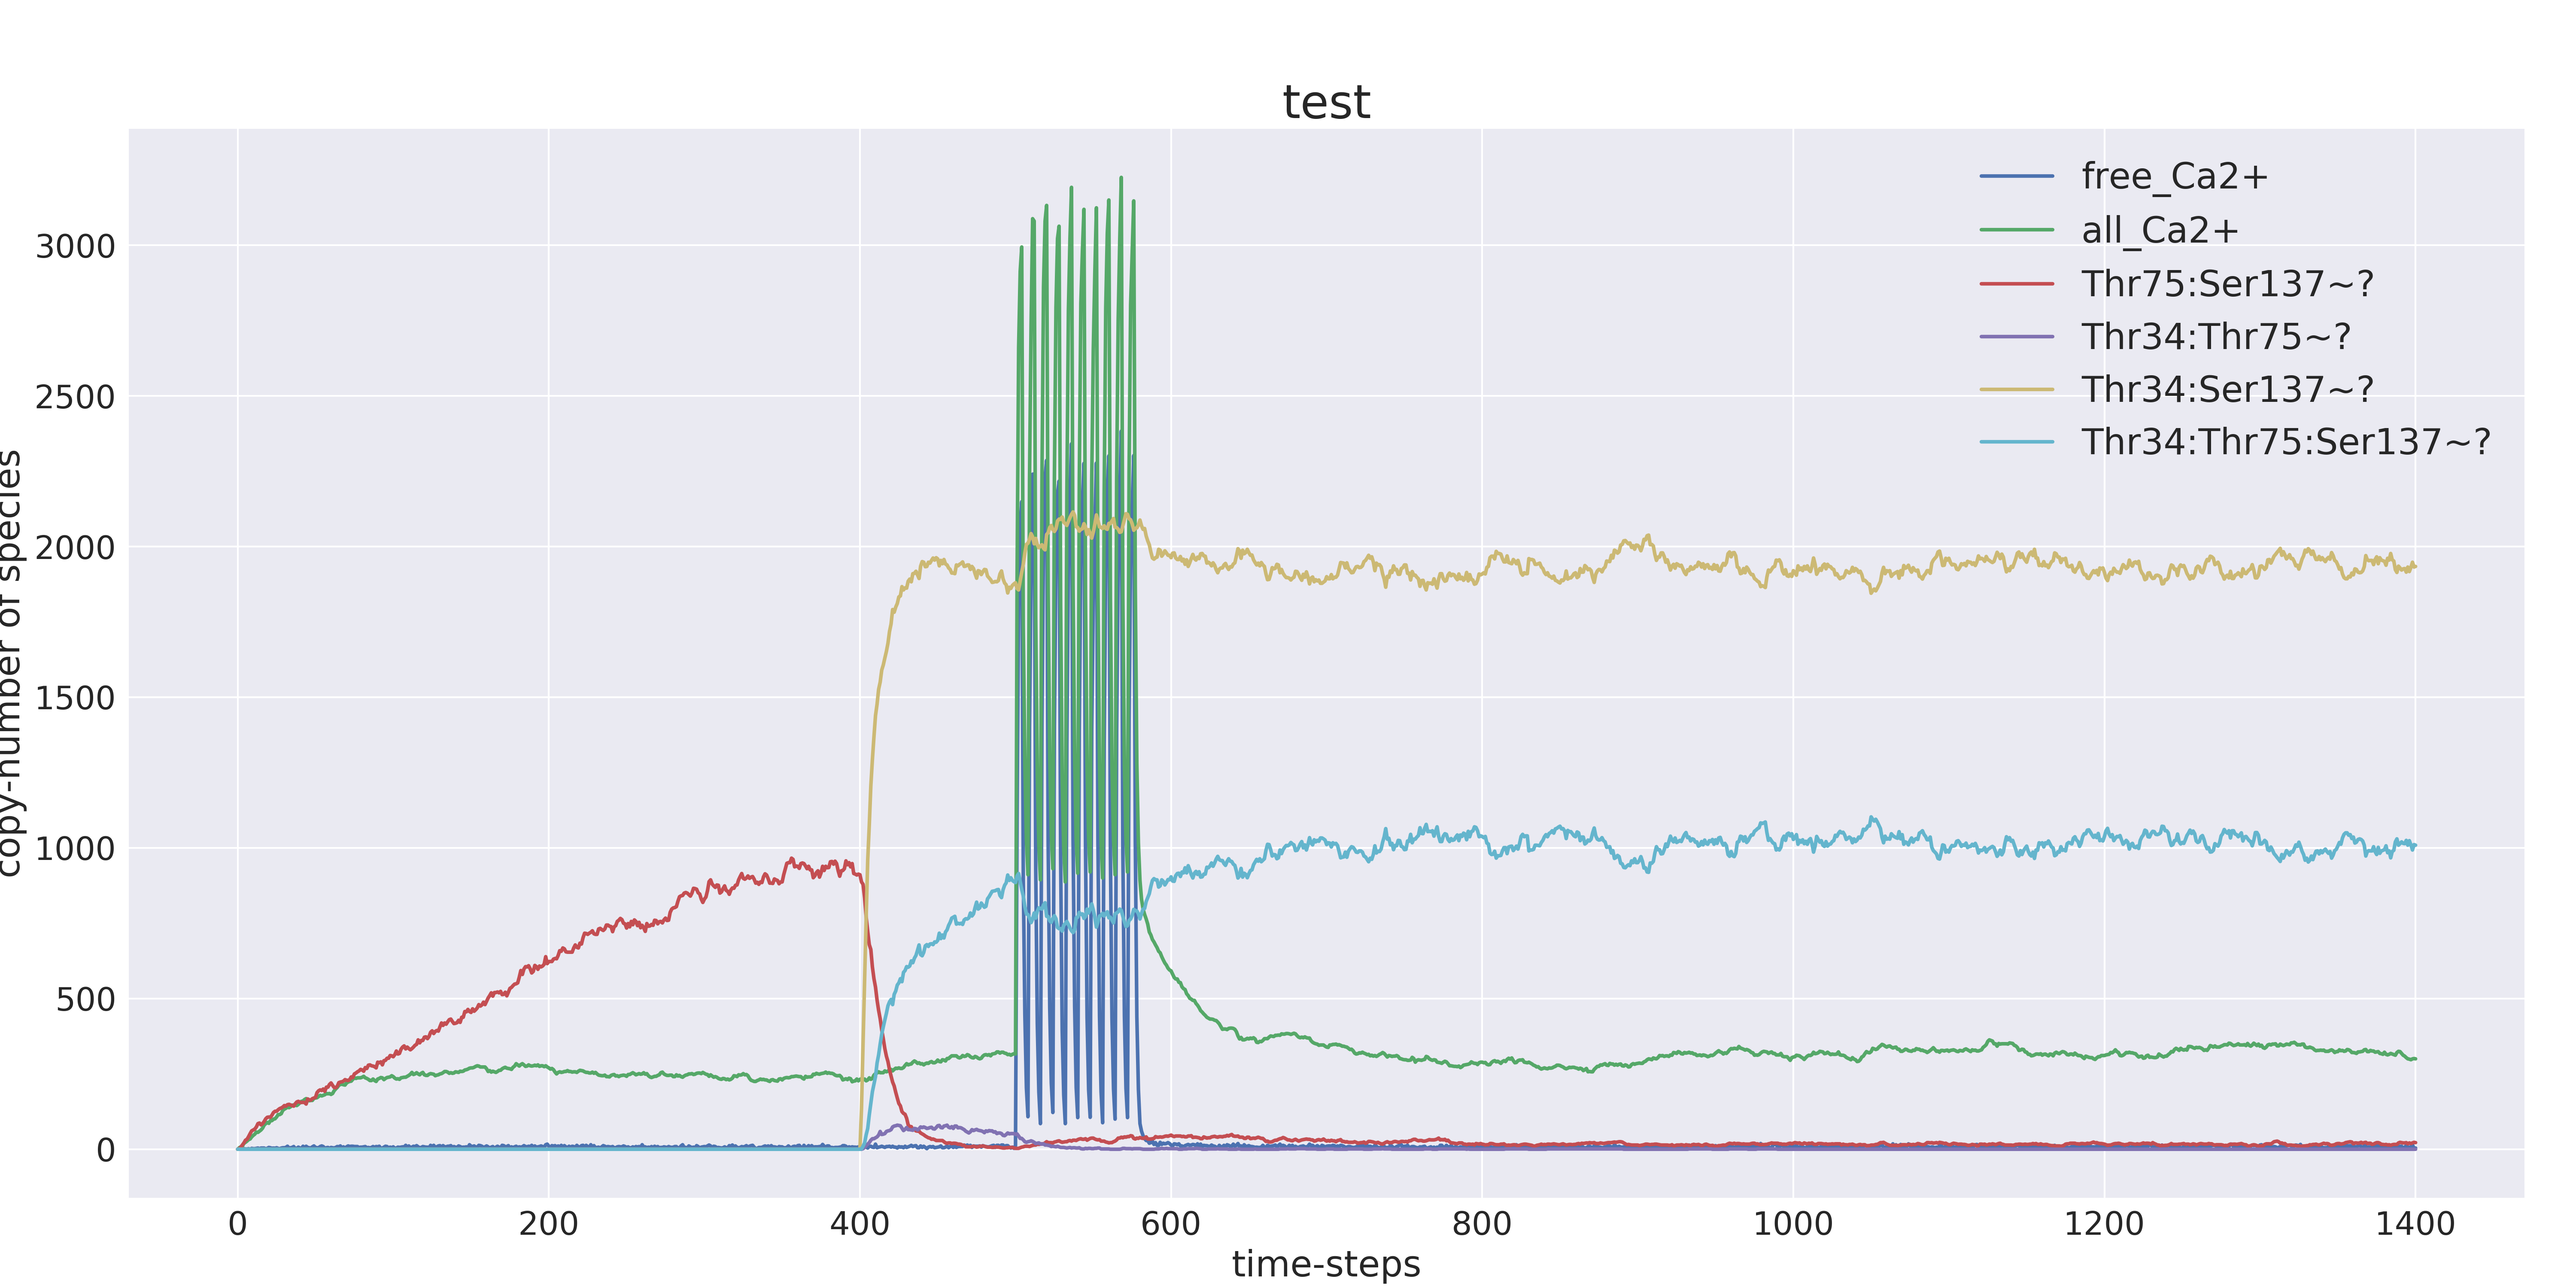 test
copy-number of species
3000
2500
2000
1500
1000
500
0
free_Ca2+
all_Ca2+
Thr75:Ser137~?
Thr34:Thr75~?
Thr34:Ser137~?
Thr34:Thr75:Ser137~?
0 200 400 600 800 1000 1200 1400
time-steps